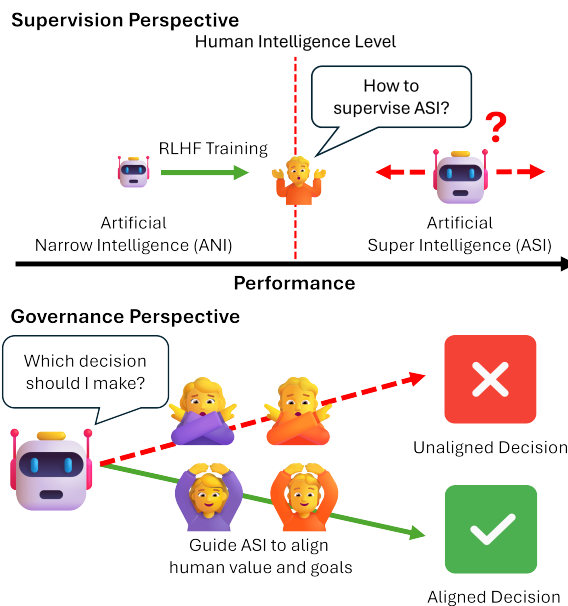 Supervision Perspective
Human Intelligence Level
How to
supervise ASI?
?
RLHF Training
Artificial
Narrow Intelligence (ANI)
Artificial
Super Intelligence (ASI)
Performance
Governance Perspective
Which decision
should I make?
Unaligned Decision
Guide ASI to align
human value and goals
Aligned Decision